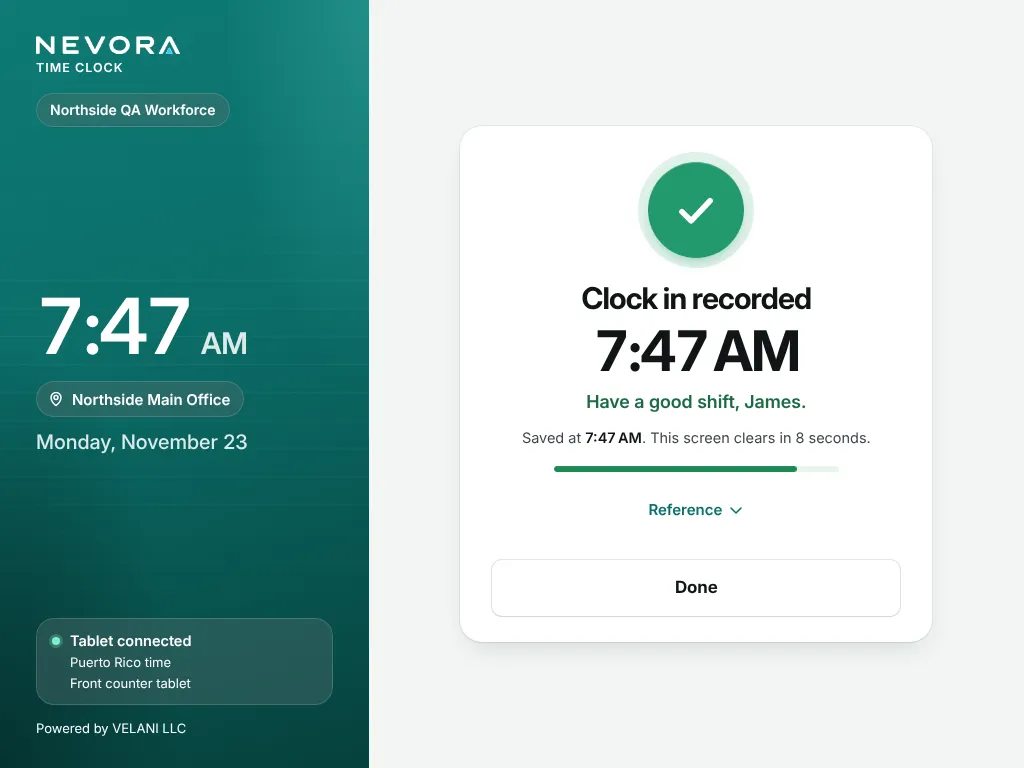 NEVORA
TIME CLOCK
Northside QA Workforce
7:47 AM
Northside Main Office
Monday, November 23
Tablet connected
Puerto Rico time
Front counter tablet
Powered by VELANI LLC
Clock in recorded
7:47 AM
Have a good shift, James.
Saved at 7:47 AM. This screen clears in 8 seconds.
Reference
Done